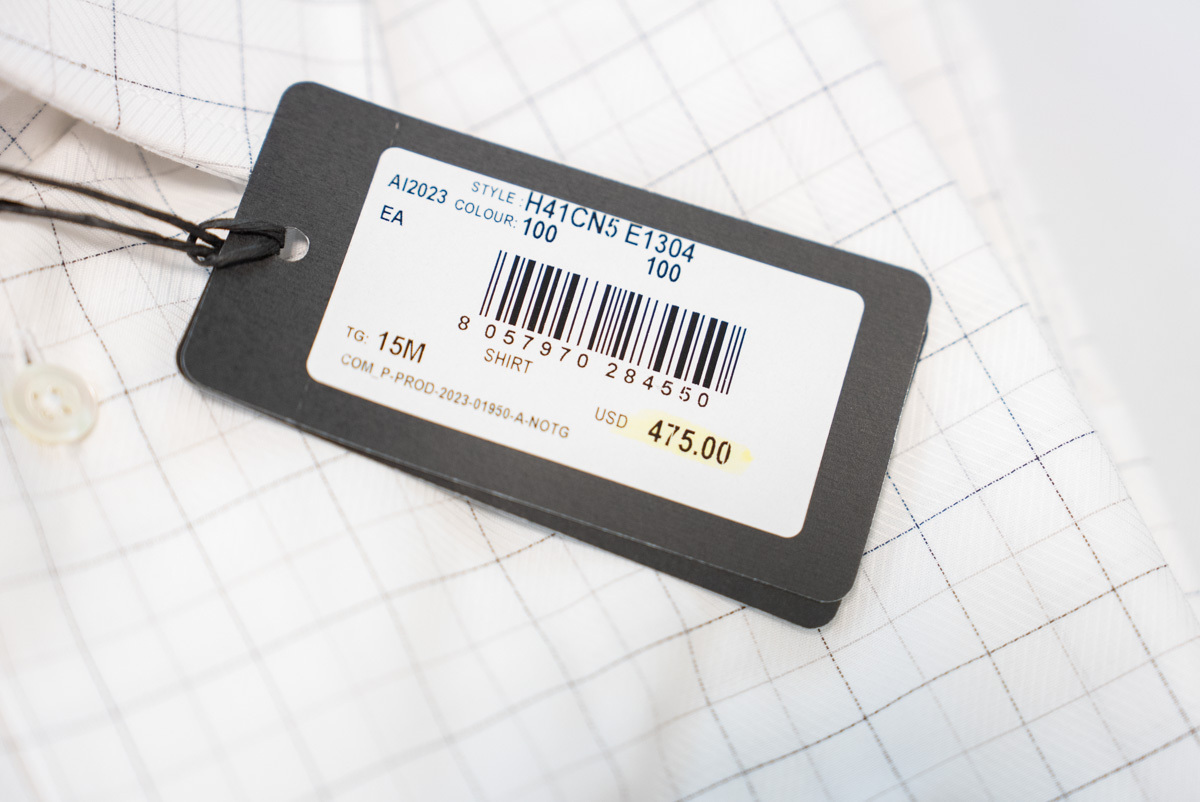 AI2023 STYLE: H41CN5 E1304
EA COLOUR: 100 100
8 057970 284550
TG: 15M SHIRT
COM_P-PROD-2023-01950-A-NOTG
USD 475.00